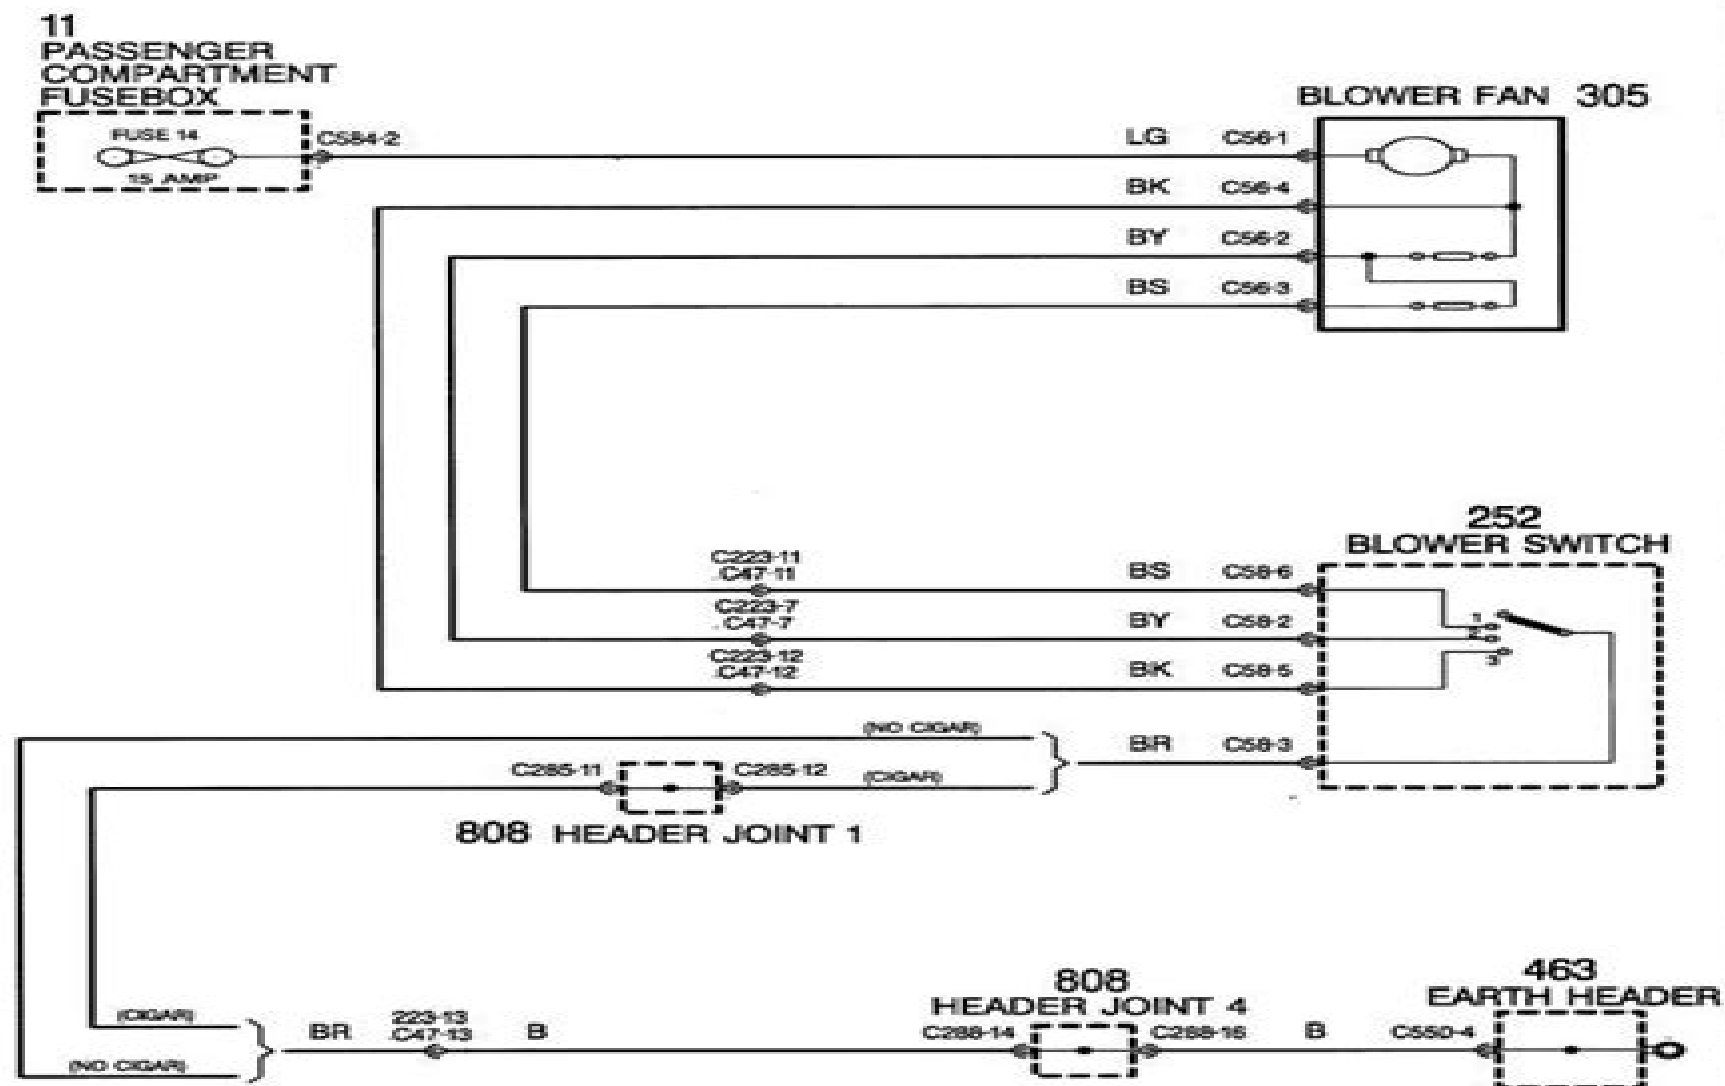 11
PASSENGER
COMPARTMENT
FUSEBOX
FUSE 14
15 AMP
C584-2
BLOWER FAN 305
LG C56-1
BK C56-4
BY C56-2
BS C56-3
252
BLOWER SWITCH
C223-11
C47-11
BS C58-6
C223-7
C47-7
BY C58-2
C223-12
C47-12
BK C58-5
1
2
3
(NO CIGAR)
BR C58-3
C285-11
C285-12
(CIGAR)
808 HEADER JOINT 1
808
HEADER JOINT 4
463
EARTH HEADER
(CIGAR)
BR
223-13
C47-13
B
C288-14
C288-16
B
C550-4
(NO CIGAR)